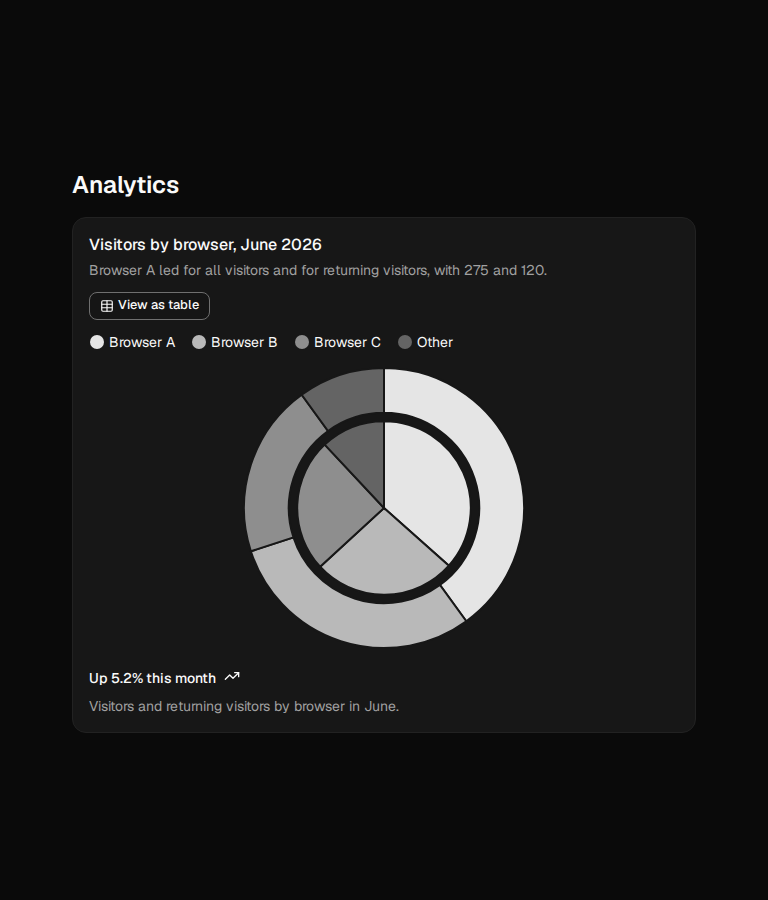 Analytics
Visitors by browser, June 2026
Browser A led for all visitors and for returning visitors, with 275 and 120.
View as table
Browser A Browser B Browser C Other
Up 5.2% this month
Visitors and returning visitors by browser in June.